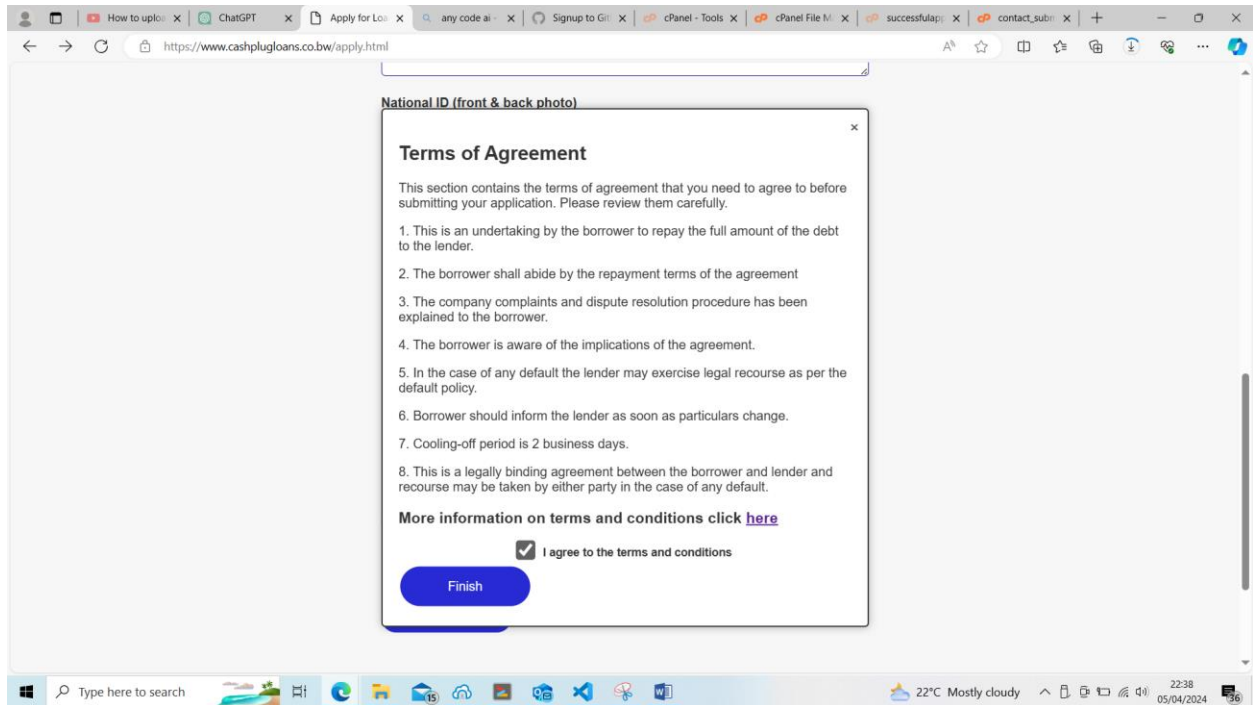 How to uploa
ChatGPT
Apply for Loa
any code ai -
Signup to Git
cPanel - Tools
cPanel File M
successfulapp
contact_subm
https://www.cashplugloans.co.bw/apply.html
National ID (front & back photo)
Terms of Agreement
This section contains the terms of agreement that you need to agree to before
submitting your application. Please review them carefully.
1. This is an undertaking by the borrower to repay the full amount of the debt
to the lender.
2. The borrower shall abide by the repayment terms of the agreement
3. The company complaints and dispute resolution procedure has been
explained to the borrower.
4. The borrower is aware of the implications of the agreement.
5. In the case of any default the lender may exercise legal recourse as per the
default policy.
6. Borrower should inform the lender as soon as particulars change.
7. Cooling-off period is 2 business days.
8. This is a legally binding agreement between the borrower and lender and
recourse may be taken by either party in the case of any default.
More information on terms and conditions click here
I agree to the terms and conditions
Finish
Type here to search
15
22°C Mostly cloudy
22:38
05/04/2024
36